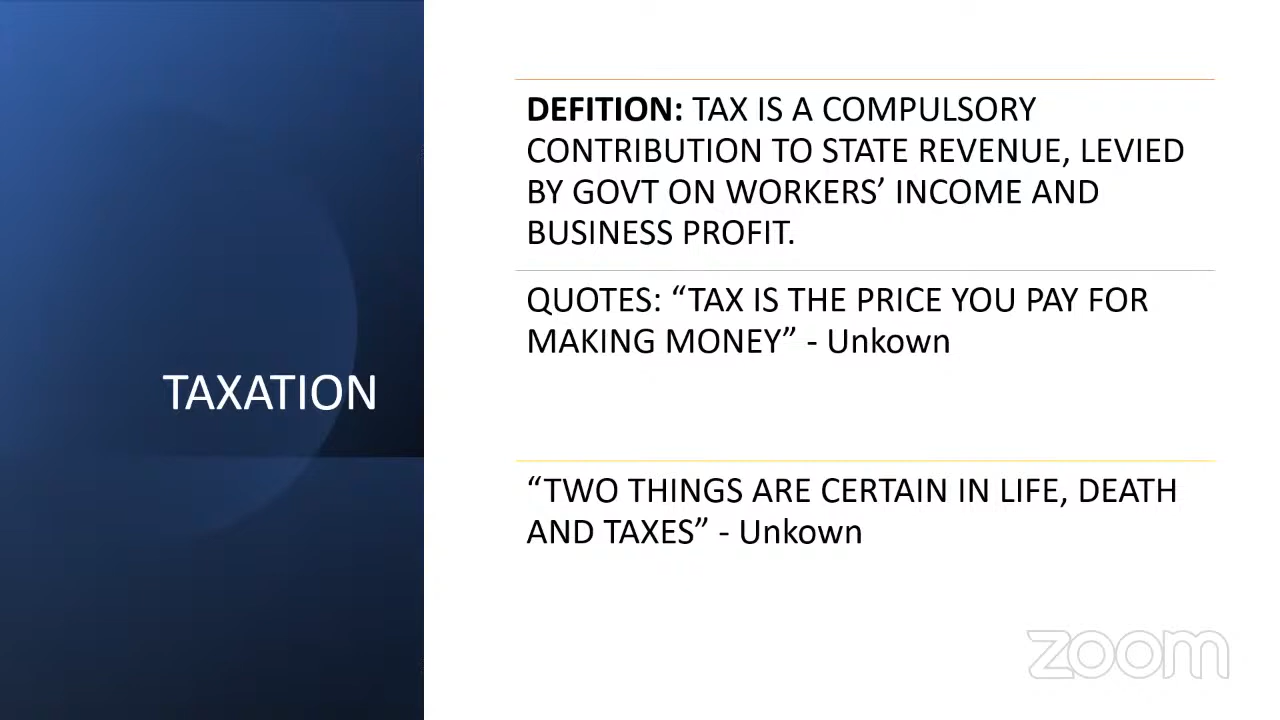 TAXATION
DEFITION: TAX IS A COMPULSORY
CONTRIBUTION TO STATE REVENUE, LEVIED
BY GOVT ON WORKERS’ INCOME AND
BUSINESS PROFIT.
QUOTES: “TAX IS THE PRICE YOU PAY FOR
MAKING MONEY” - Unkown
“TWO THINGS ARE CERTAIN IN LIFE, DEATH
AND TAXES” - Unkown
zoom